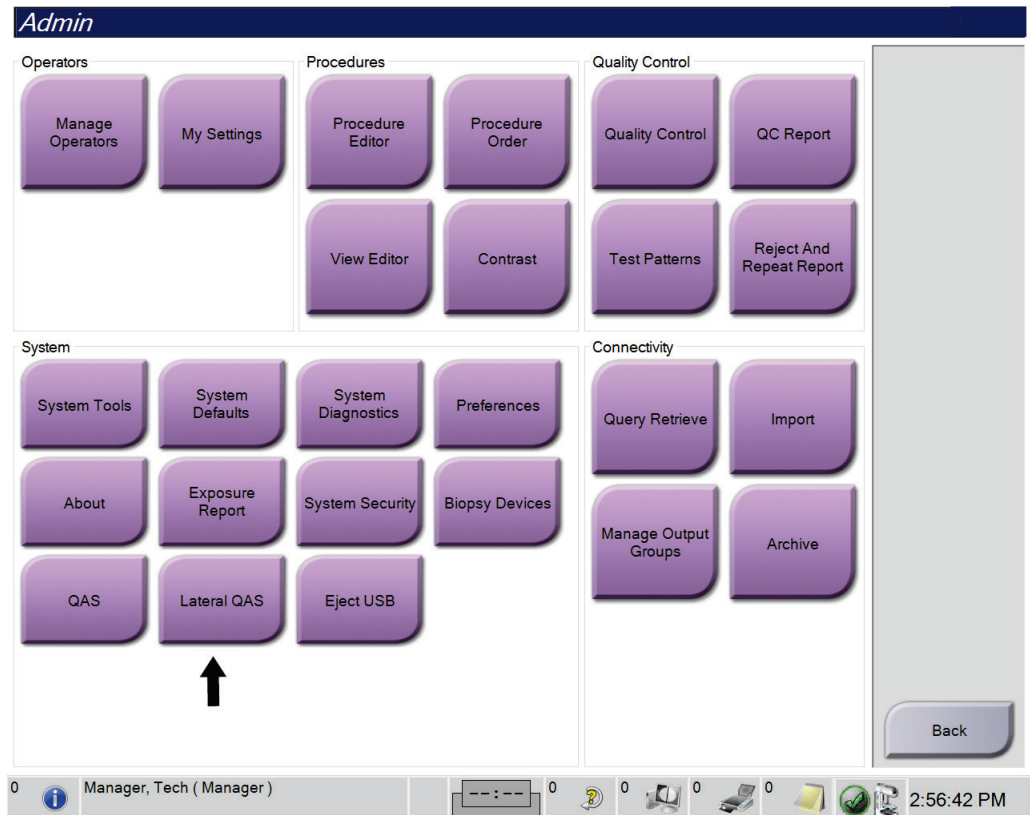 Admin
Operators
Manage
Operators
My Settings
Procedures
Procedure
Editor
Procedure
Order
View Editor
Contrast
Quality Control
Quality Control
QC Report
Test Patterns
Reject And
Repeat Report
System
System Tools
System
Defaults
System
Diagnostics
Preferences
About
Exposure
Report
System Security
Biopsy Devices
QAS
Lateral QAS
Eject USB
Connectivity
Query Retrieve
Import
Manage Output
Groups
Archive
Back
0
Manager, Tech ( Manager )
--:--
0
0
0
0
2:56:42 PM